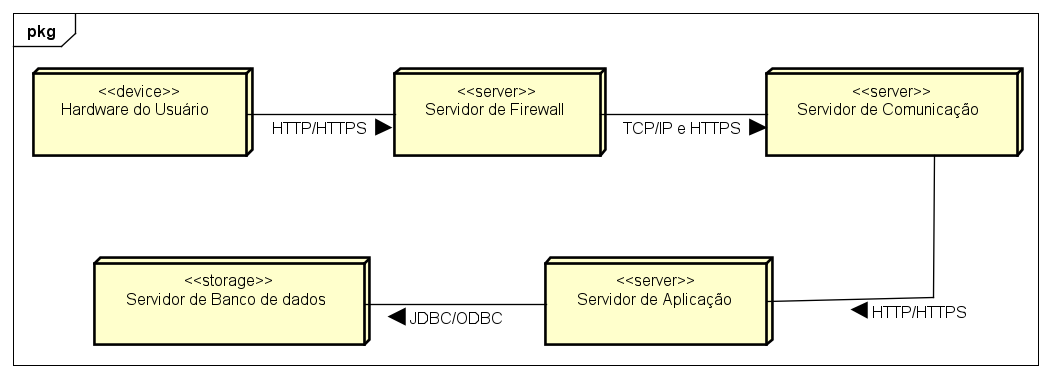 pkg
<<device>>
Hardware do Usuário
HTTP/HTTPS
<<server>>
Servidor de Firewall
TCP/IP e HTTPS
<<server>>
Servidor de Comunicação
HTTP/HTTPS
<<server>>
Servidor de Aplicação
JDBC/ODBC
<<storage>>
Servidor de Banco de dados